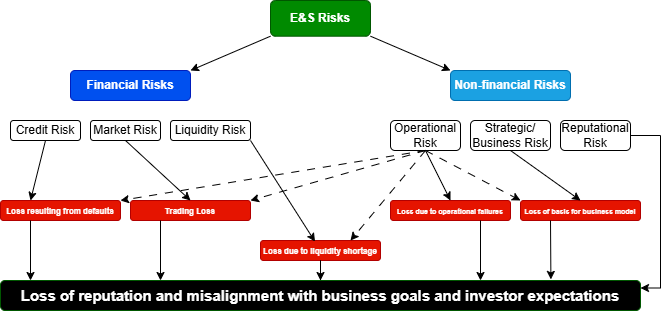 E&S Risks
Financial Risks
Non-financial Risks
Credit Risk
Market Risk
Liquidity Risk
Operational
Risk
Strategic/
Business Risk
Reputational
Risk
Loss resulting from defaults
Trading Loss
Loss due to operational failures
Loss of basis for business model
Loss due to liquidity shortage
Loss of reputation and misalignment with business goals and investor expectations